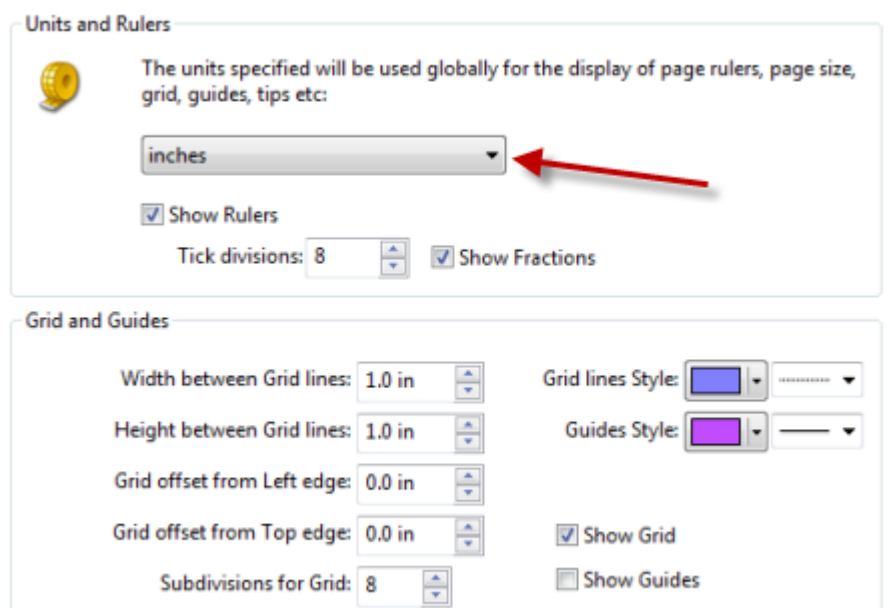 Units and Rulers
The units specified will be used globally for the display of page rulers, page size,
grid, guides, tips etc:
inches
Show Rulers
Tick divisions: 8 Show Fractions
Grid and Guides
Width between Grid lines: 1.0 in Grid lines Style:
Height between Grid lines: 1.0 in Guides Style:
Grid offset from Left edge: 0.0 in
Grid offset from Top edge: 0.0 in Show Grid
Subdivisions for Grid: 8 Show Guides